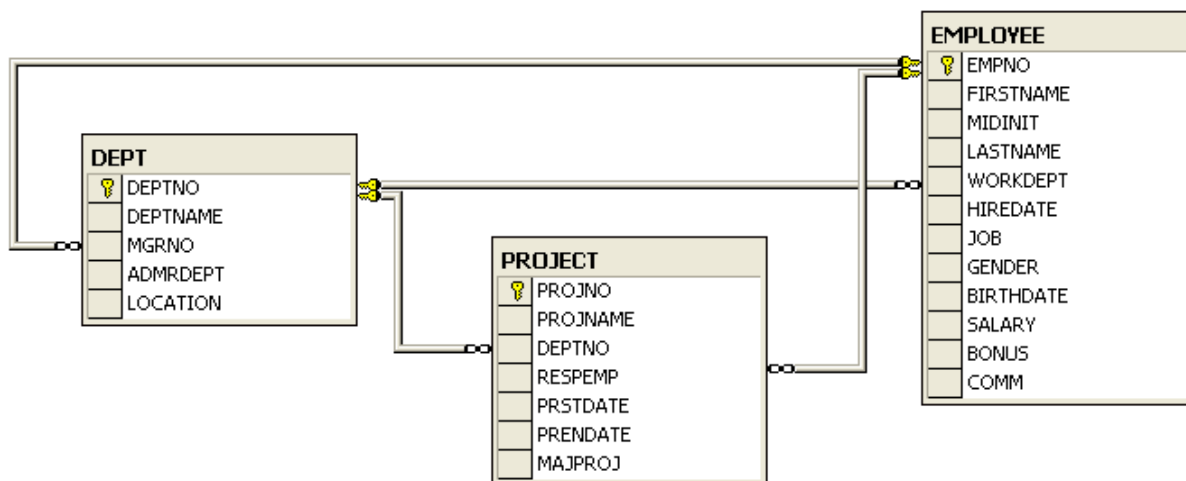 DEPT
DEPTNO
DEPTNAME
MGRNO
ADMRDEPT
LOCATION
PROJECT
PROJNO
PROJNAME
DEPTNO
RESPEMP
PRSTDATE
PRENDATE
MAJPROJ
EMPLOYEE
EMPNO
FIRSTNAME
MIDINIT
LASTNAME
WORKDEPT
HIREDATE
JOB
GENDER
BIRTHDATE
SALARY
BONUS
COMM